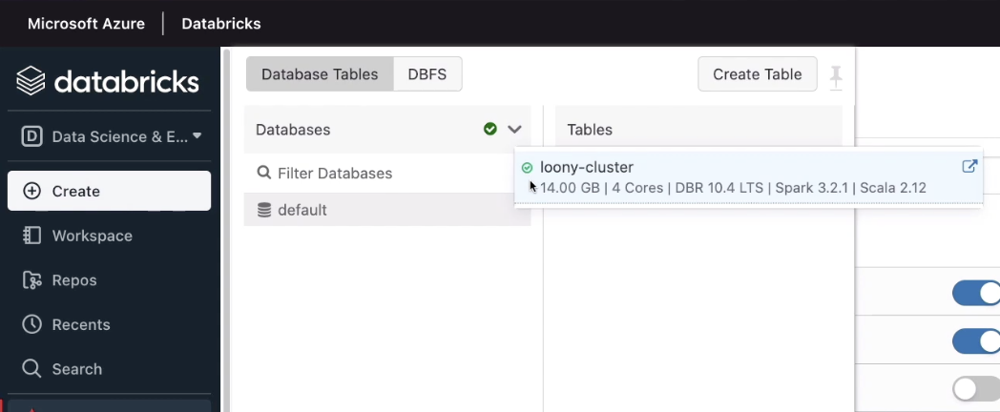 Microsoft Azure | Databricks
databricks
D Data Science & E...
Create
Workspace
Repos
Recents
Search
Database Tables
DBFS
Create Table
Databases
Tables
Filter Databases
default
loony-cluster
14.00 GB | 4 Cores | DBR 10.4 LTS | Spark 3.2.1 | Scala 2.12